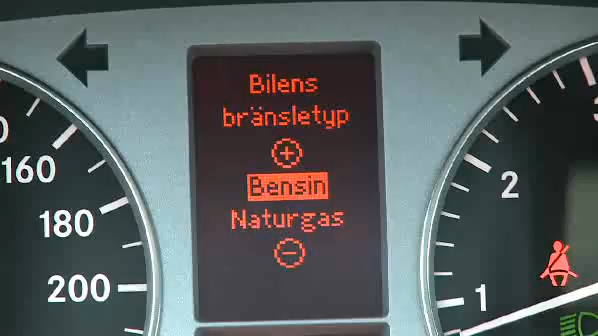 Bilens
bränsletyp
+
Bensin
Naturgas
-
160
180
200
2
1